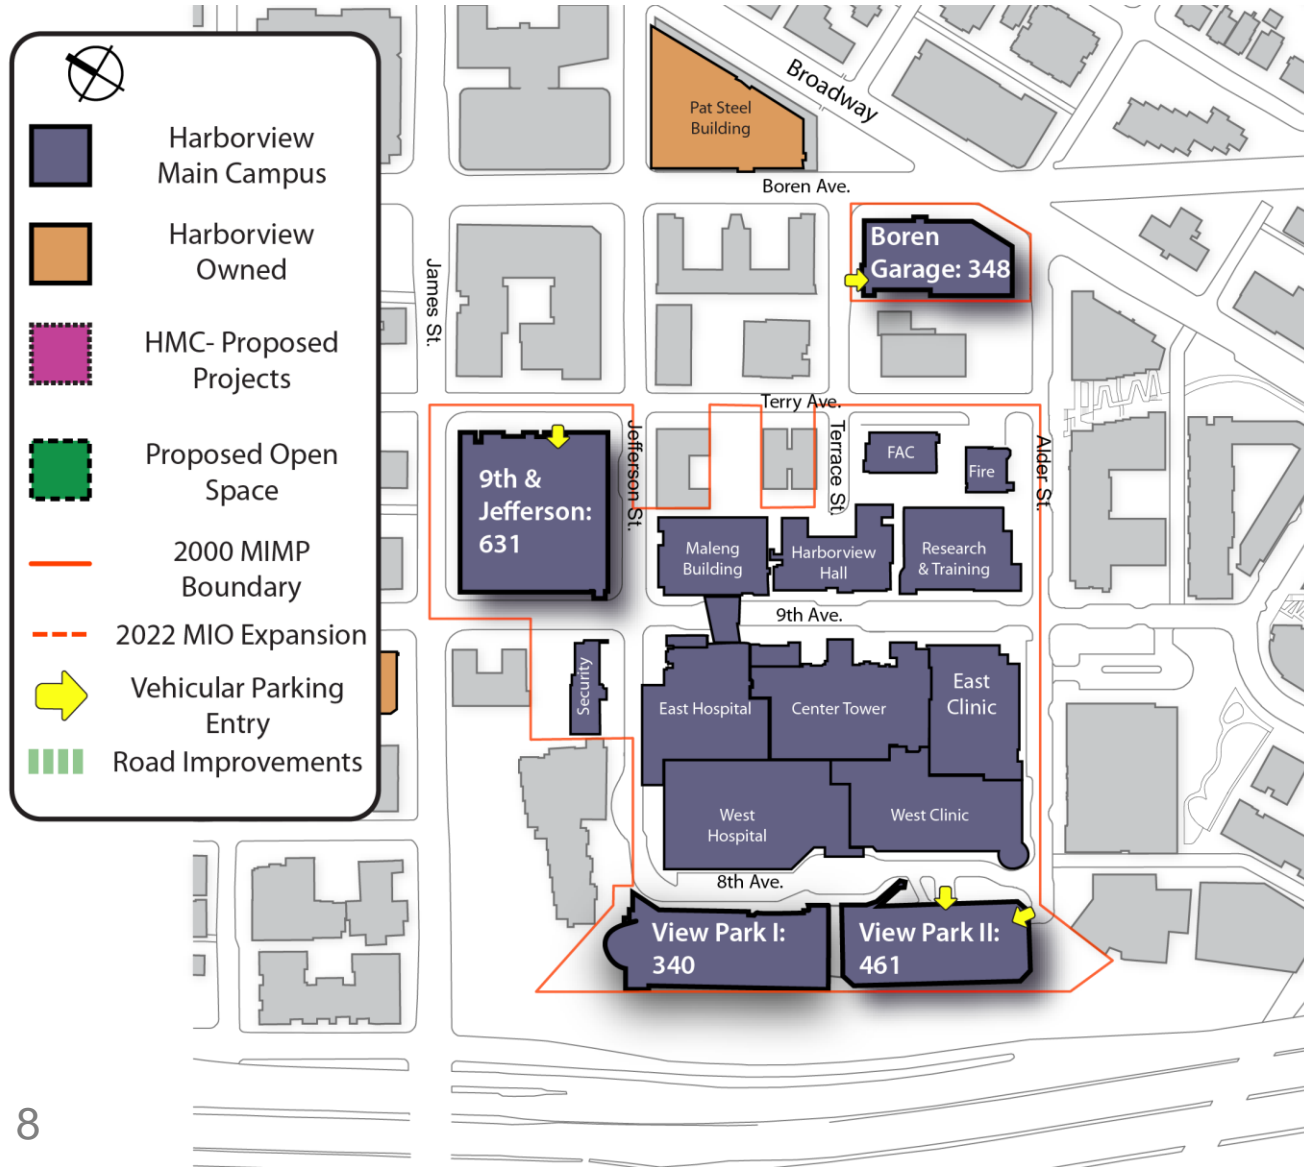 Harborview
Main Campus
Harborview
Owned
HMC- Proposed
Projects
Proposed Open
Space
2000 MIMP
Boundary
2022 MIO Expansion
Vehicular Parking
Entry
Road Improvements
Broadway
Pat Steel
Building
Boren Ave.
Boren
Garage: 348
James St.
Terry Ave.
Jefferson St.
Terrace St.
Alder St.
9th &
Jefferson:
631
FAC
Fire
Maleng
Building
Harborview
Hall
Research
& Training
9th Ave.
Security
East Hospital
Center Tower
East
Clinic
West
Hospital
West Clinic
8th Ave.
View Park I:
340
View Park II:
461
8